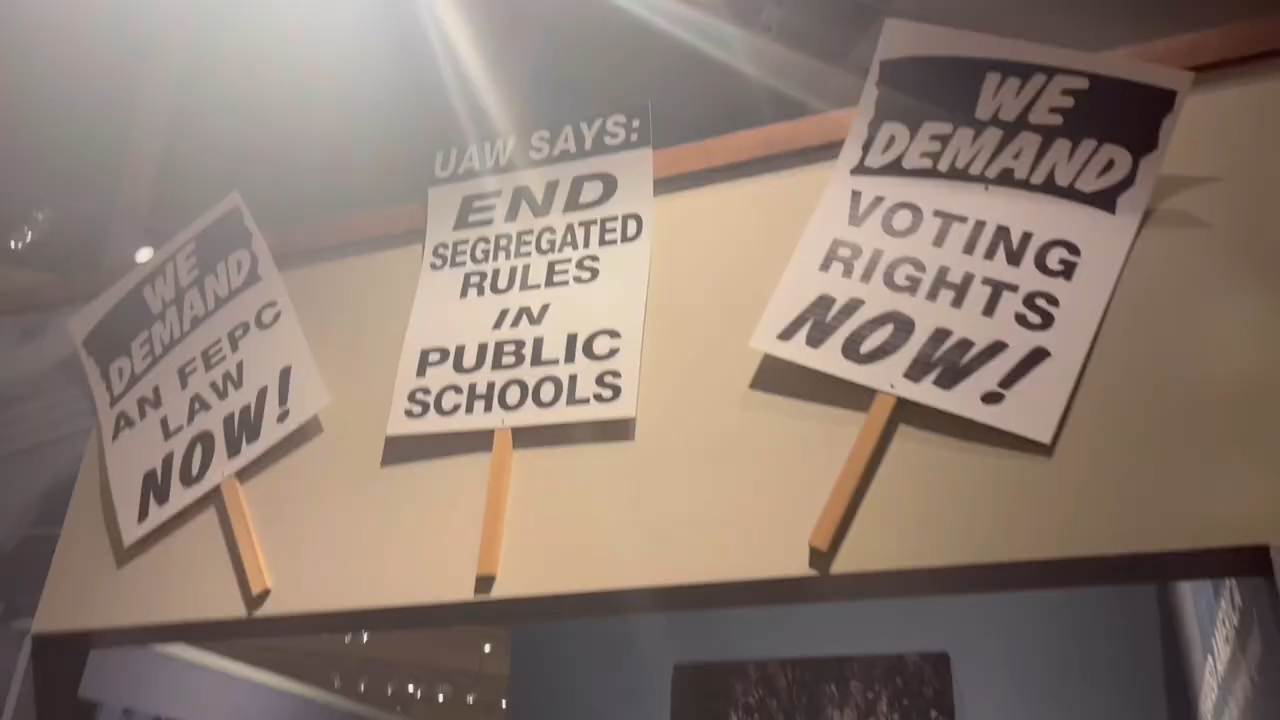 WE
DEMAND
AN FEPC
LAW
NOW!
UAW SAYS:
END
SEGREGATED
RULES
IN
PUBLIC
SCHOOLS
WE
DEMAND
VOTING
RIGHTS
NOW!